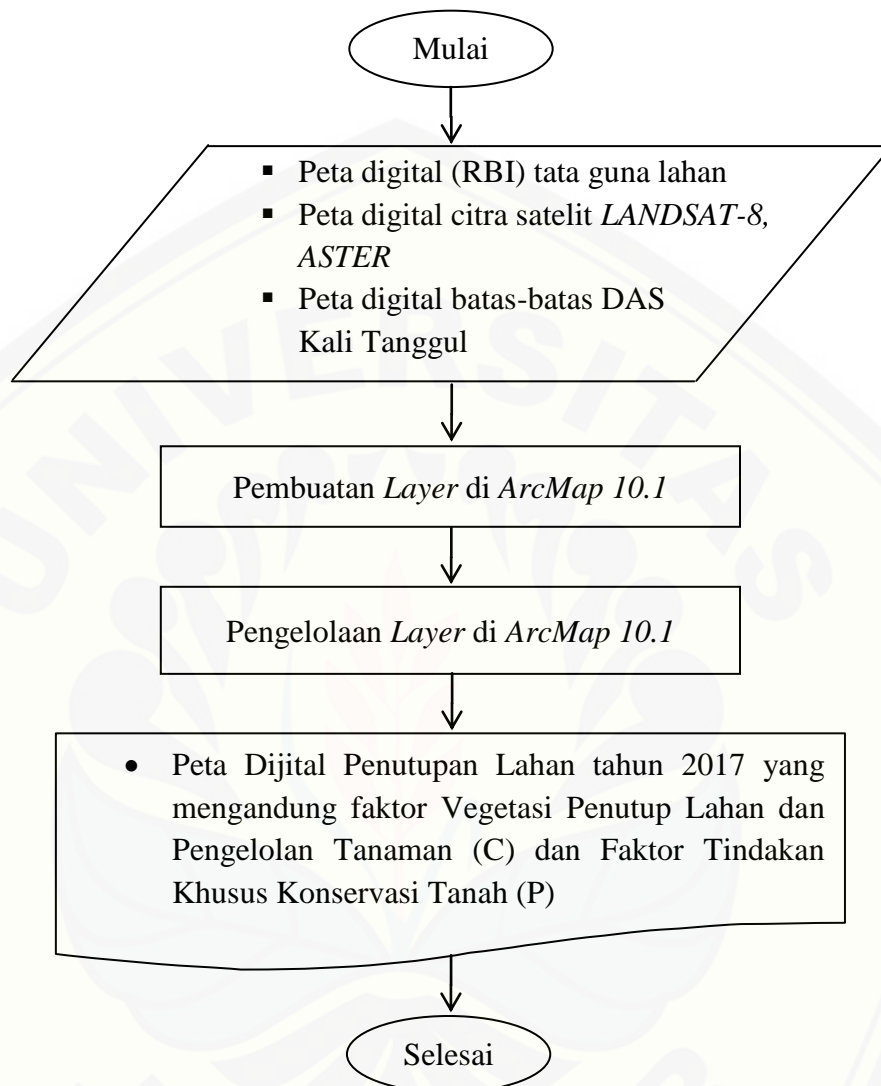 Mulai
▪ Peta digital (RBI) tata guna lahan
▪ Peta digital citra satelit LANDSAT-8,
ASTER
▪ Peta digital batas-batas DAS
Kali Tanggul
Pembuatan Layer di ArcMap 10.1
Pengelolaan Layer di ArcMap 10.1
• Peta Dijital Penutupan Lahan tahun 2017 yang
mengandung faktor Vegetasi Penutup Lahan dan
Pengelolan Tanaman (C) dan Faktor Tindakan
Khusus Konservasi Tanah (P)
Selesai
UNIVERSITAS